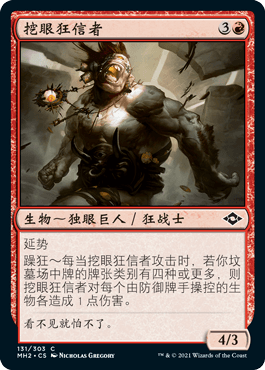 挖眼狂信者 3
生物～独眼巨人／狂战士
延势
躁狂～每当挖眼狂信者攻击时，若你坟
墓场中牌的牌张类别有四种或更多，则
挖眼狂信者对每个由防御牌手操控的生
物各造成1点伤害。
看不见就怕不了。
4/3
131/303 C
MH2 • CS NICHOLAS GREGORY
™ & © 2021 Wizards of the Coast